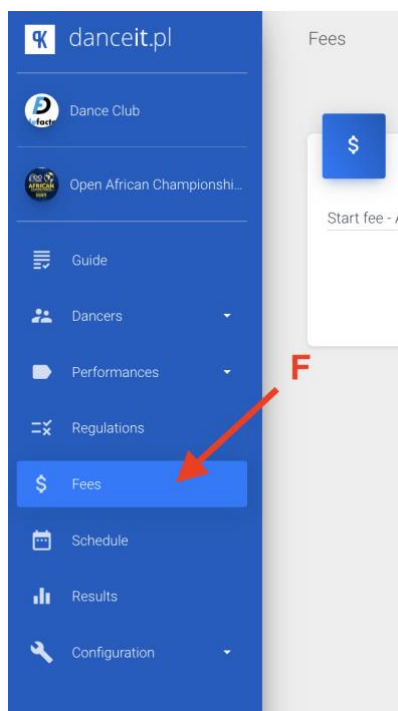 danceit.pl
Fees
Dance Club
Open African Championshi...
$
Start fee - A
Guide
Dancers
Performances
F
Regulations
$ Fees
Schedule
Results
Configuration